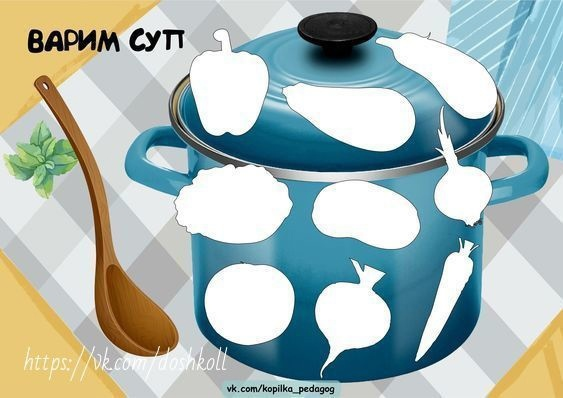 ВАРИМ СУП
https://vk.com/doshkoll
vk.com/kopilka_pedagog